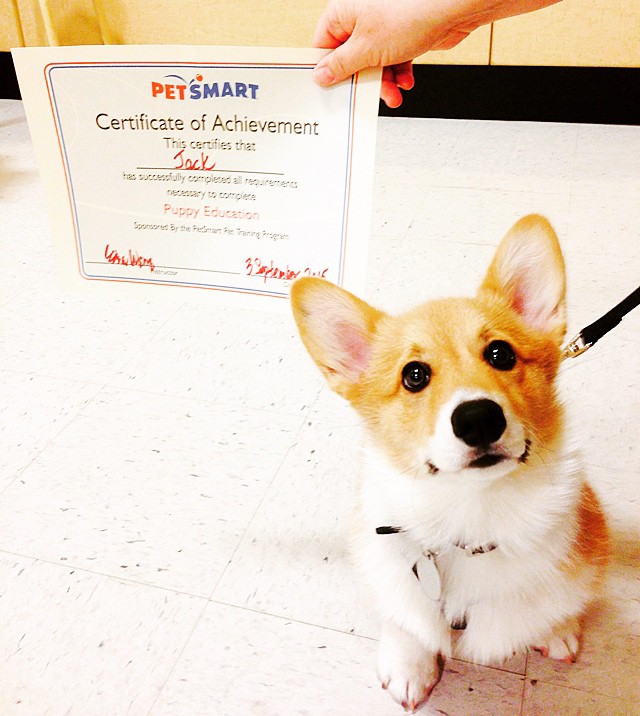 PETSMART
Certificate of Achievement
This certifies that
Jack
has successfully completed all requirements
necessary to complete
Puppy Education
Sponsored By the PetSmart Pet Training Program
3 September 2015
Instructor